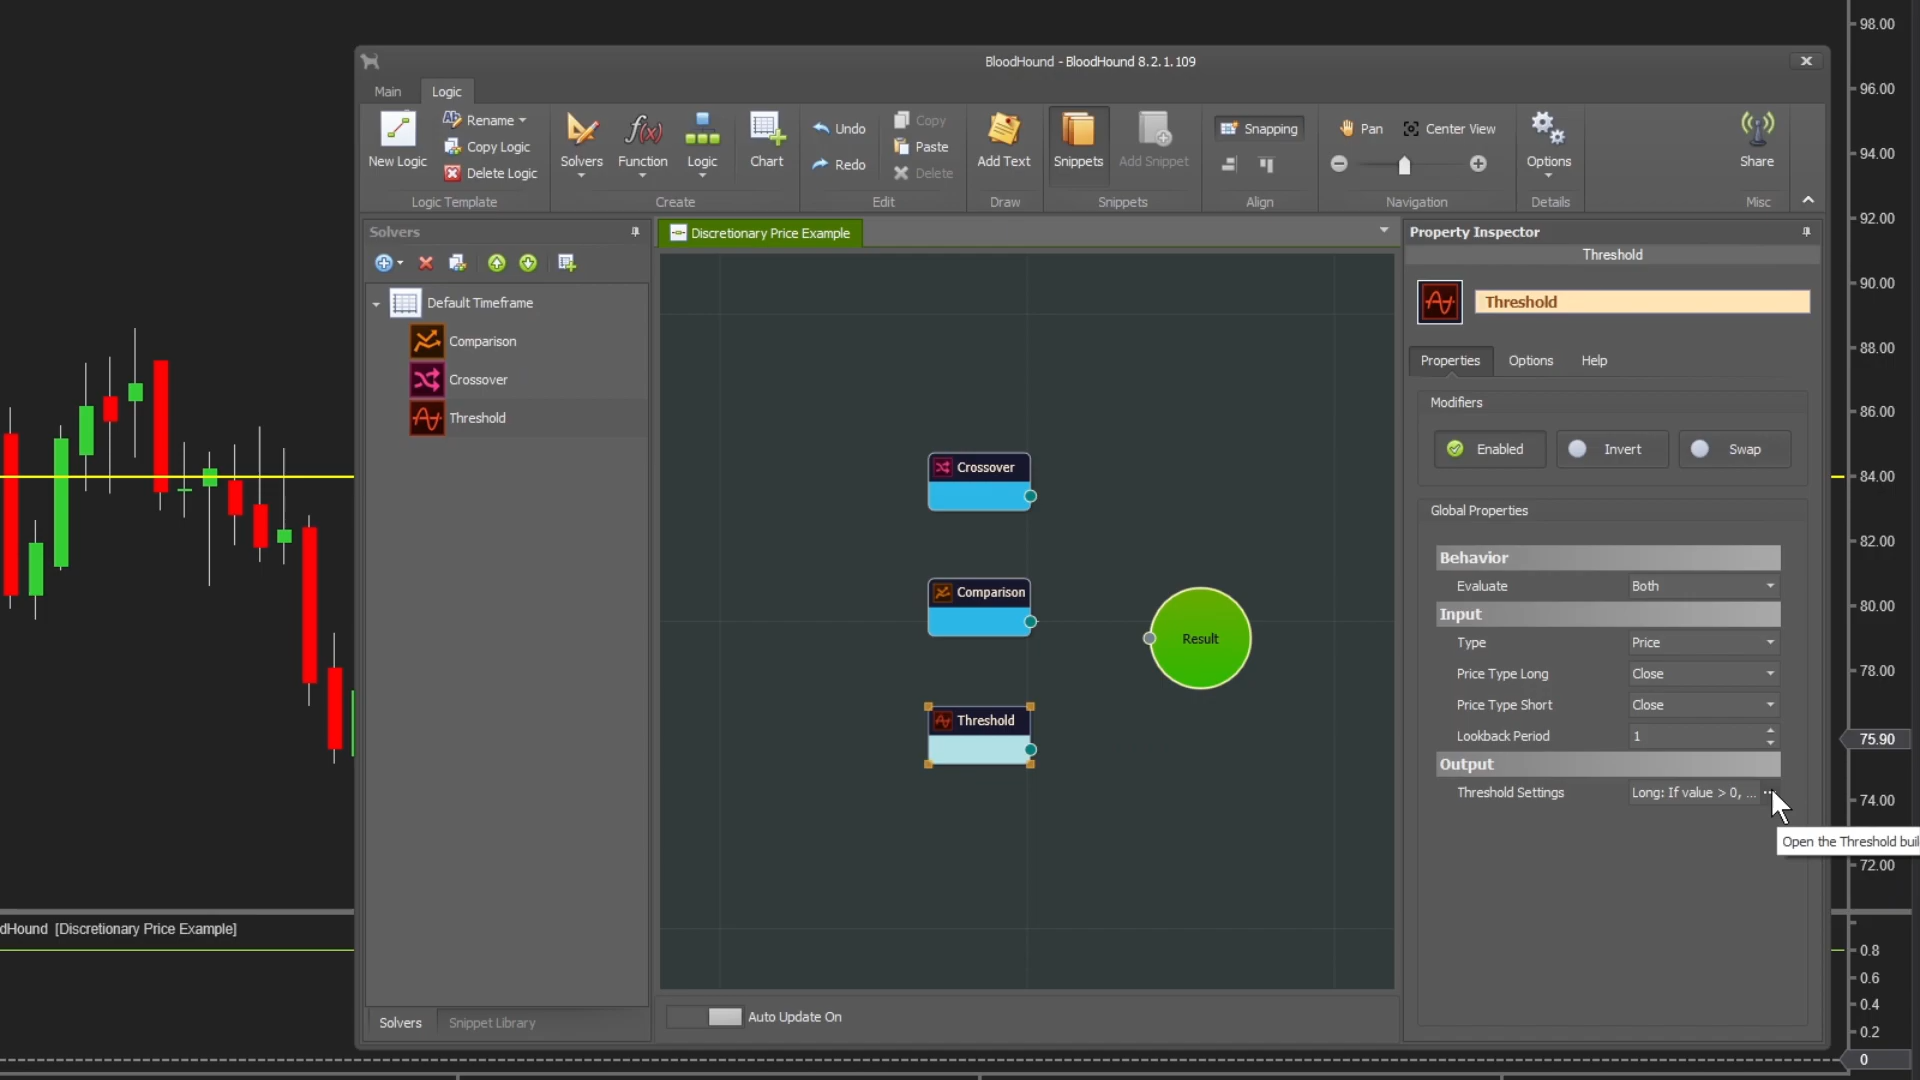 BloodHound - BloodHound 8.2.1.109
Main
Logic
New Logic
Rename
Copy Logic
Delete Logic
Logic Template
Solvers
Function
Logic
Chart
Create
Undo
Redo
Copy
Paste
Delete
Edit
Add Text
Draw
Snippets
Add Snippet
Snippets
Snapping
Align
Pan
Center View
Navigation
Options
Details
Share
Misc
Solvers
Default Timeframe
Comparison
Crossover
Threshold
Solvers
Snippet Library
Discretionary Price Example
Crossover
Comparison
Threshold
Result
Auto Update On
Property Inspector
Threshold
Threshold
Properties
Options
Help
Modifiers
Enabled
Invert
Swap
Global Properties
Behavior
Evaluate Both
Input
Type Price
Price Type Long Close
Price Type Short Close
Lookback Period 1
Output
Threshold Settings Long: If value > 0, ... ...
Open the Threshold buil
98.00
96.00
94.00
92.00
90.00
88.00
86.00
84.00
82.00
80.00
78.00
75.90
74.00
72.00
dHound [Discretionary Price Example]
0.8
0.6
0.4
0.2
0